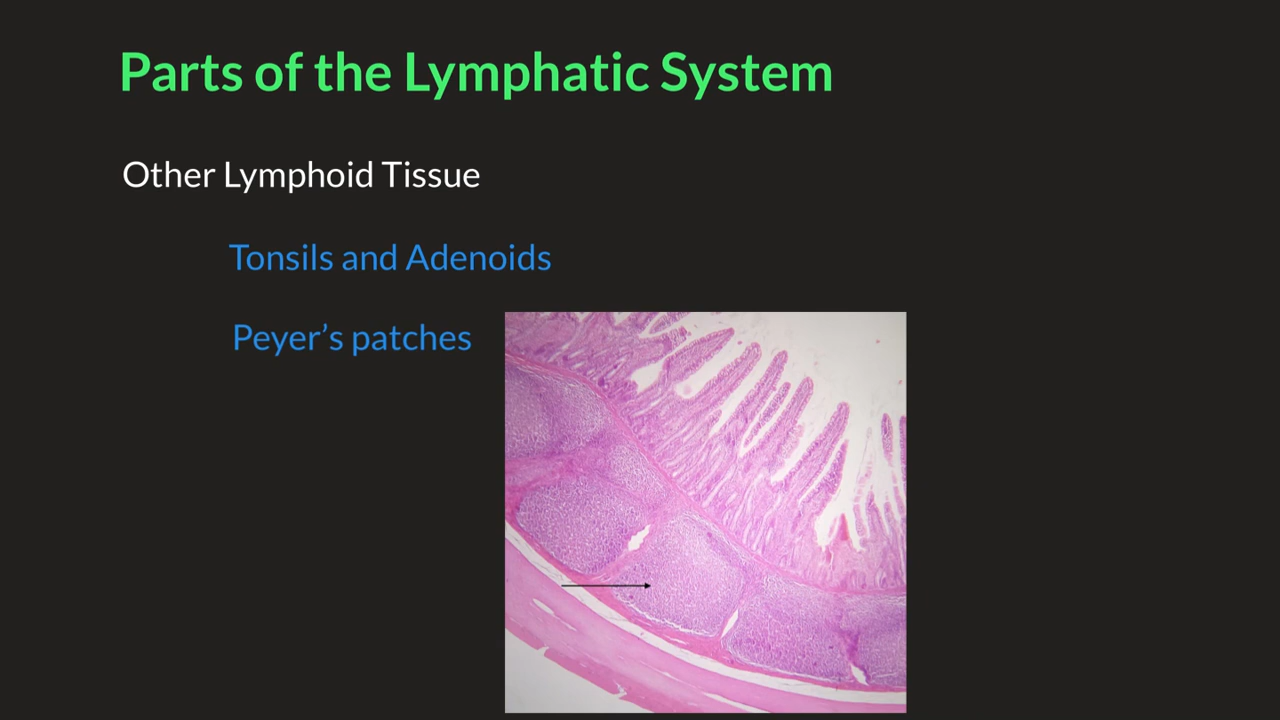 Parts of the Lymphatic System
Other Lymphoid Tissue
Tonsils and Adenoids
Peyer’s patches